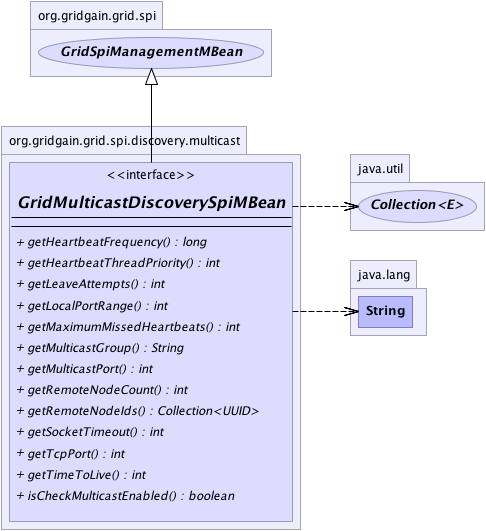 org.gridgain.grid.spi
GridSpiManagementMBean
org.gridgain.grid.spi.discovery.multicast
<<interface>>
GridMulticastDiscoverySpiMBean
+ getHeartbeatFrequency() : long
+ getHeartbeatThreadPriority() : int
+ getLeaveAttempts() : int
+ getLocalPortRange() : int
+ getMaximumMissedHeartbeats() : int
+ getMulticastGroup() : String
+ getMulticastPort() : int
+ getRemoteNodeCount() : int
+ getRemoteNodeIds() : Collection<UUID>
+ getSocketTimeout() : int
+ getTcpPort() : int
+ getTimeToLive() : int
+ isCheckMulticastEnabled() : boolean
java.util
Collection<E>
java.lang
String